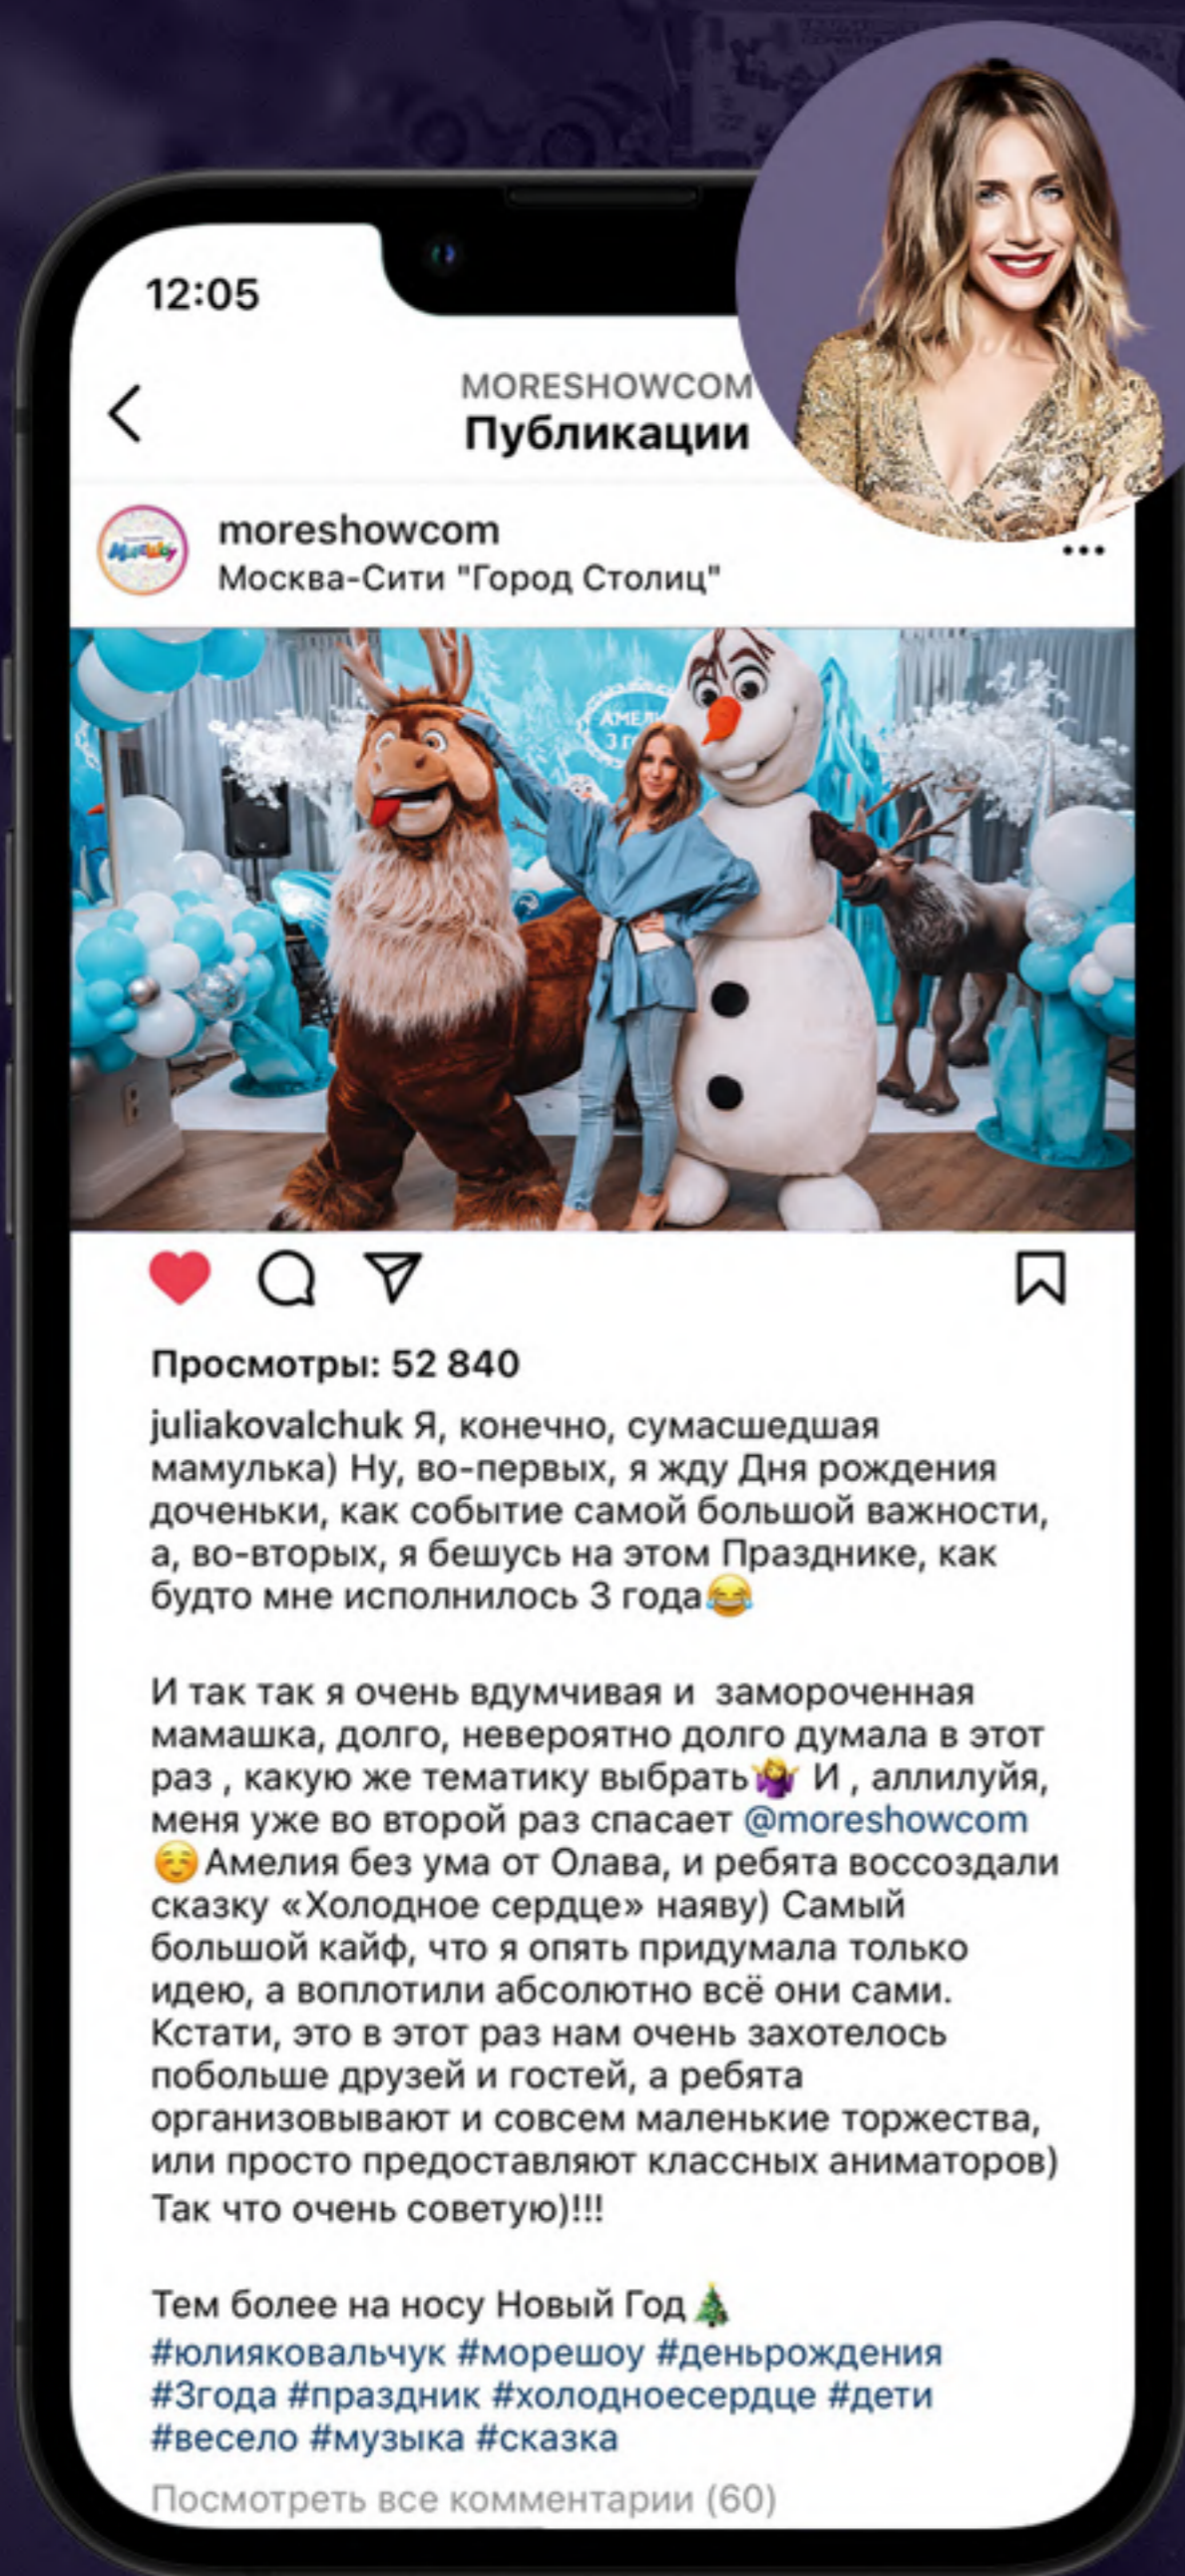 12:05
MORESHOWCOM
Публикации
moreshowcom
Москва-Сити "Город Столиц"
3
Просмотры: 52 840
juliakovalchuk Я, конечно, сумасшедшая
мамулька) Ну, во-первых, я жду Дня рождения
доченьки, как событие самой большой важности,
а, во-вторых, я бешусь на этом Празднике, как
будто мне исполнилось 3 года😂
И так так я очень вдумчивая и  замороченная
мамашка, долго, невероятно долго думала в этот
раз , какую же тематику выбрать🤷‍♀️ И , аллилуйя,
меня уже во второй раз спасает @moreshowcom
☺️Амелия без ума от Олава, и ребята воссоздали
сказку «Холодное сердце» наяву) Самый
большой кайф, что я опять придумала только
идею, а воплотили абсолютно всё они сами.
Кстати, это в этот раз нам очень захотелось
побольше друзей и гостей, а ребята
организовывают и совсем маленькие торжества,
или просто предоставляют классных аниматоров)
Так что очень советую)!!!
Тем более на носу Новый Год🎄
#юлияковальчук #морешоу #деньрождения
#3года #праздник #холодноесердце #дети
#весело #музыка #сказка
Посмотреть все комментарии (60)